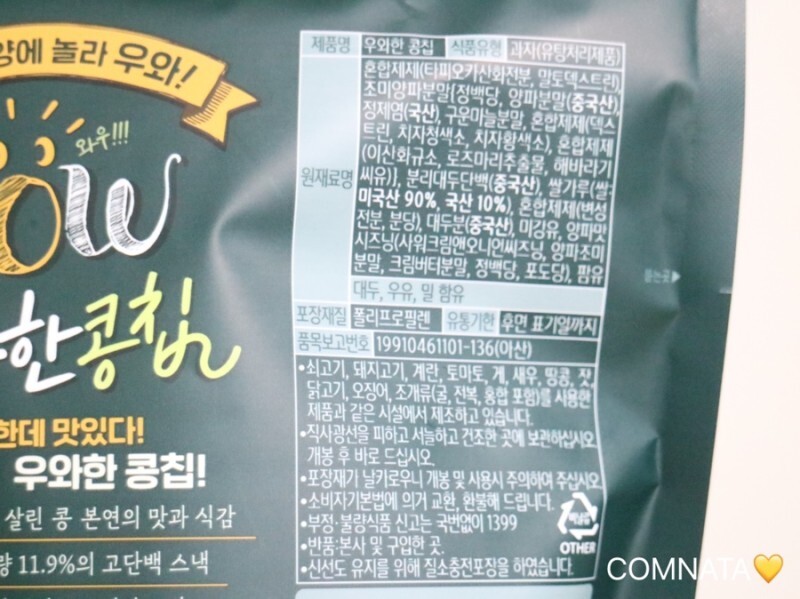 양에 놀라 우와!
와우!!!
OW
한콩칩
한데 맛있다!
우와한 콩칩!
살린 콩 본연의 맛과 식감
량 11.9%의 고단백 스낵
제품명 우와한 콩칩 식품유형 과자(유탕처리제품)
원재료명
혼합제제(타피오카산화전분, 말토덱스트린),
조미양파분말{정백당, 양파분말(중국산),
정제염(국산), 구운마늘분말, 혼합제제(덱스
트린, 치자청색소, 치자황색소), 혼합제제
(이산화규소, 로즈마리추출물, 해바라기
씨유)}, 분리대두단백(중국산), 쌀가루(쌀:
미국산 90%, 국산 10%), 혼합제제(변성
전분, 분당), 대두분(중국산), 미강유, 양파맛
시즈닝(사워크림앤오니언씨즈닝, 양파조미
분말, 크림버터분말, 정백당, 포도당), 팜유
대두, 우유, 밀 함유
포장재질 폴리프로필렌 유통기한 후면 표기일까지
품목보고번호 19910461101-136(아산)
•쇠고기, 돼지고기, 계란, 토마토, 게, 새우, 땅콩, 잣,
닭고기, 오징어, 조개류(굴, 전복, 홍합 포함)를 사용한
제품과 같은 시설에서 제조하고 있습니다.
•직사광선을 피하고 서늘하고 건조한 곳에 보관하십시오.
개봉 후 바로 드십시오.
•포장재가 날카로우니 개봉 및 사용시 주의하여 주십시오.
•소비자기본법에 의거 교환, 환불해 드립니다.
•부정·불량식품 신고는 국번없이 1399
•반품:본사 및 구입한 곳.
•신선도 유지를 위해 질소충전포장을 하였습니다.
비닐류
OTHER
뜯는곳▶
COMNATA💛